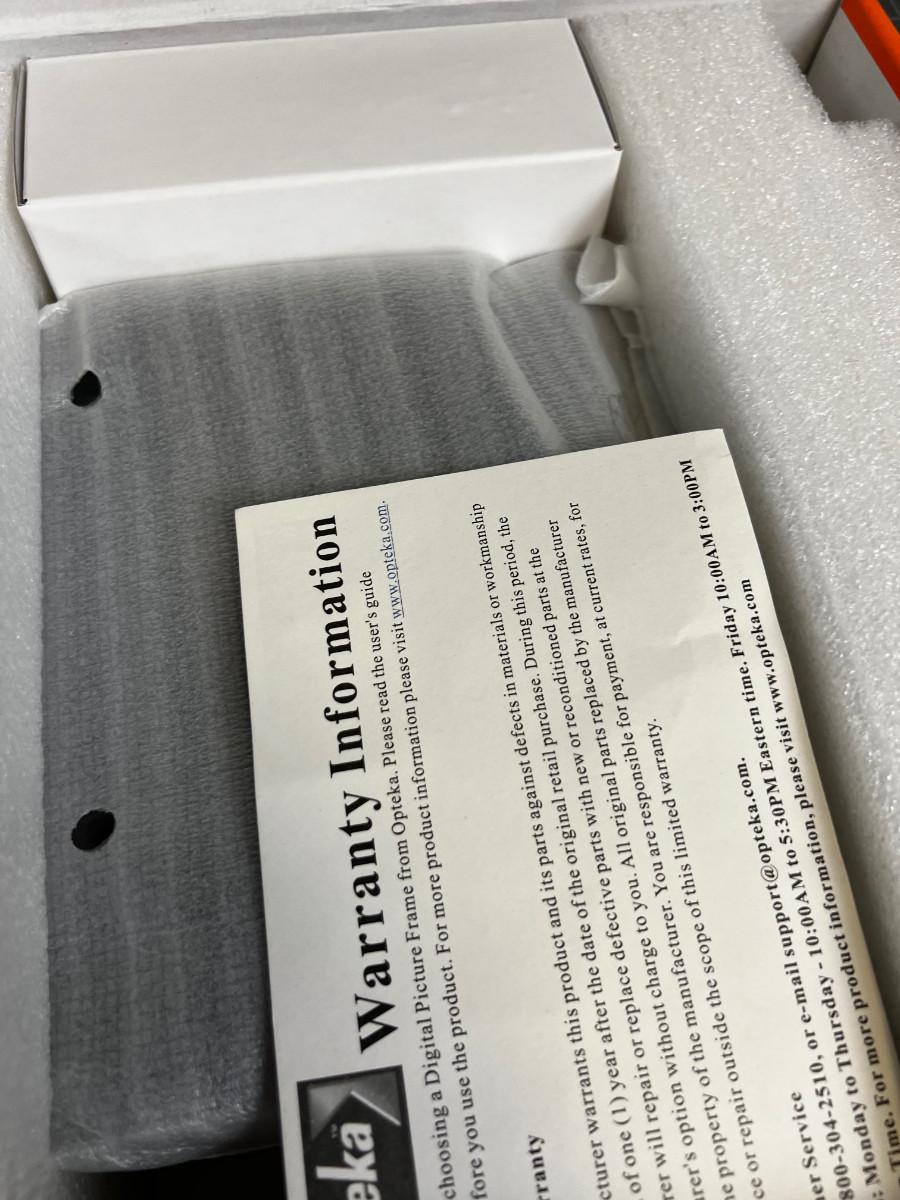 eka™
Warranty Information
choosing a Digital Picture Frame from Opteka. Please read the user's guide
fore you use the product. For more product information please visit www.opteka.com.
rranty
cturer warrants this product and its parts against defects in materials or workmanship
of one (1) year after the date of the original retail purchase. During this period, the
rer will repair or replace defective parts with new or reconditioned parts at the
rer's option without charge to you. All original parts replaced by the manufacturer
e property of the manufacturer. You are responsible for payment, at current rates, for
ce or repair outside the scope of this limited warranty.
er Service
000-304-2510, or e-mail support@opteka.com.
Monday to Thursday - 10:00AM to 5:30PM Eastern time. Friday 10:00AM to 3:00PM
Time. For more product information, please visit www.opteka.com